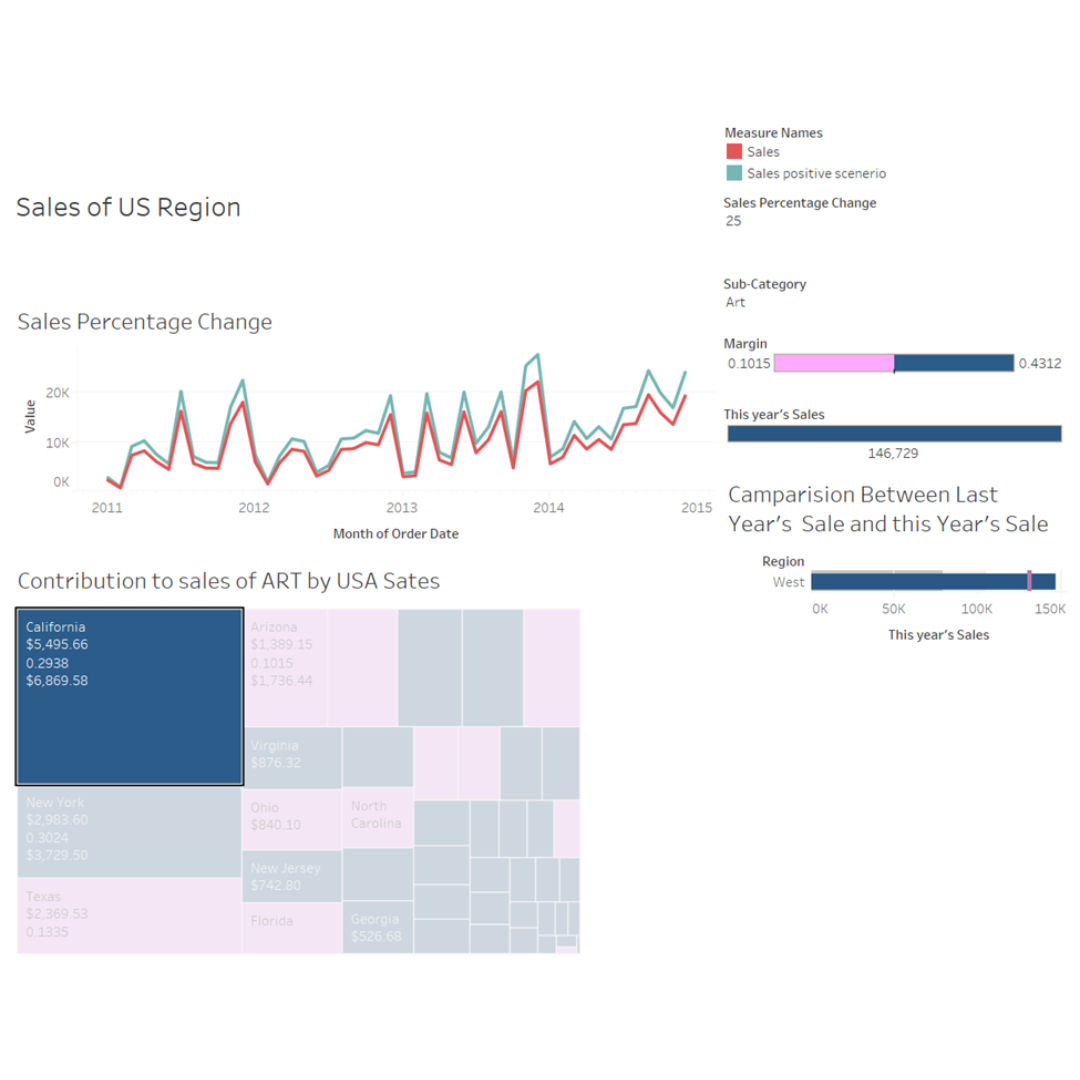 Measure Names
Sales
Sales positive scenerio
Sales of US Region
Sales Percentage Change
25
Sub-Category
Art
Sales Percentage Change
Margin
0.1015
0.4312
Value
20K
10K
0K
2011
2012
2013
2014
2015
Month of Order Date
This year's Sales
146,729
Camparision Between Last
Year's Sale and this Year's Sale
Region
West
0K
50K
100K
150K
This year's Sales
Contribution to sales of ART by USA Sates
California
$5,495.66
0.2938
$6,869.58
Arizona
$1,389.15
0.1015
$1,736.44
Virginia
$876.32
New York
$2,983.60
0.3024
$3,729.50
Ohio
$840.10
North
Carolina
New Jersey
$742.80
Texas
$2,369.53
0.1335
Florida
Georgia
$526.68